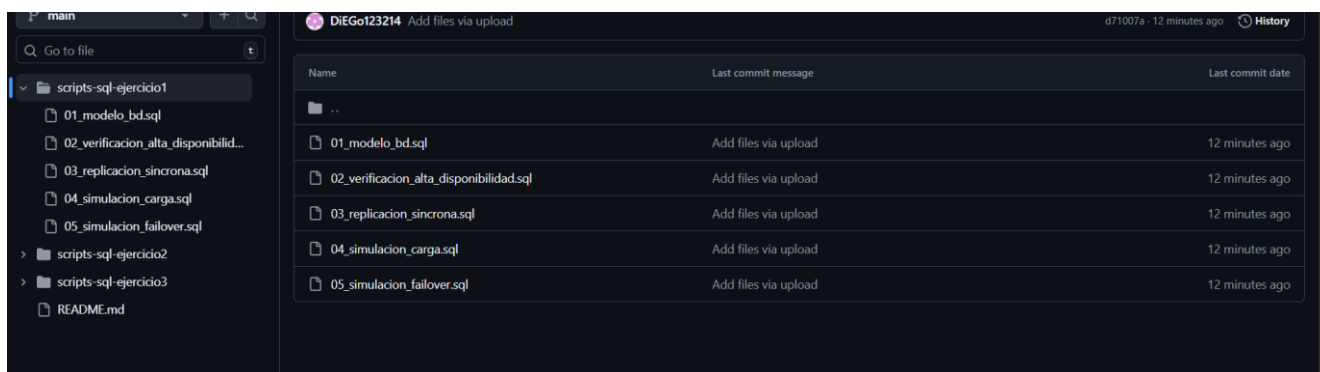 main
DiEGo123214 Add files via upload
d71007a · 12 minutes ago History
Go to file t
scripts-sql-ejercicio1
01_modelo_bd.sql
02_verificacion_alta_disponibilid...
03_replicacion_sincrona.sql
04_simulacion_carga.sql
05_simulacion_failover.sql
scripts-sql-ejercicio2
scripts-sql-ejercicio3
README.md
Name Last commit message Last commit date
..
01_modelo_bd.sql Add files via upload 12 minutes ago
02_verificacion_alta_disponibilidad.sql Add files via upload 12 minutes ago
03_replicacion_sincrona.sql Add files via upload 12 minutes ago
04_simulacion_carga.sql Add files via upload 12 minutes ago
05_simulacion_failover.sql Add files via upload 12 minutes ago